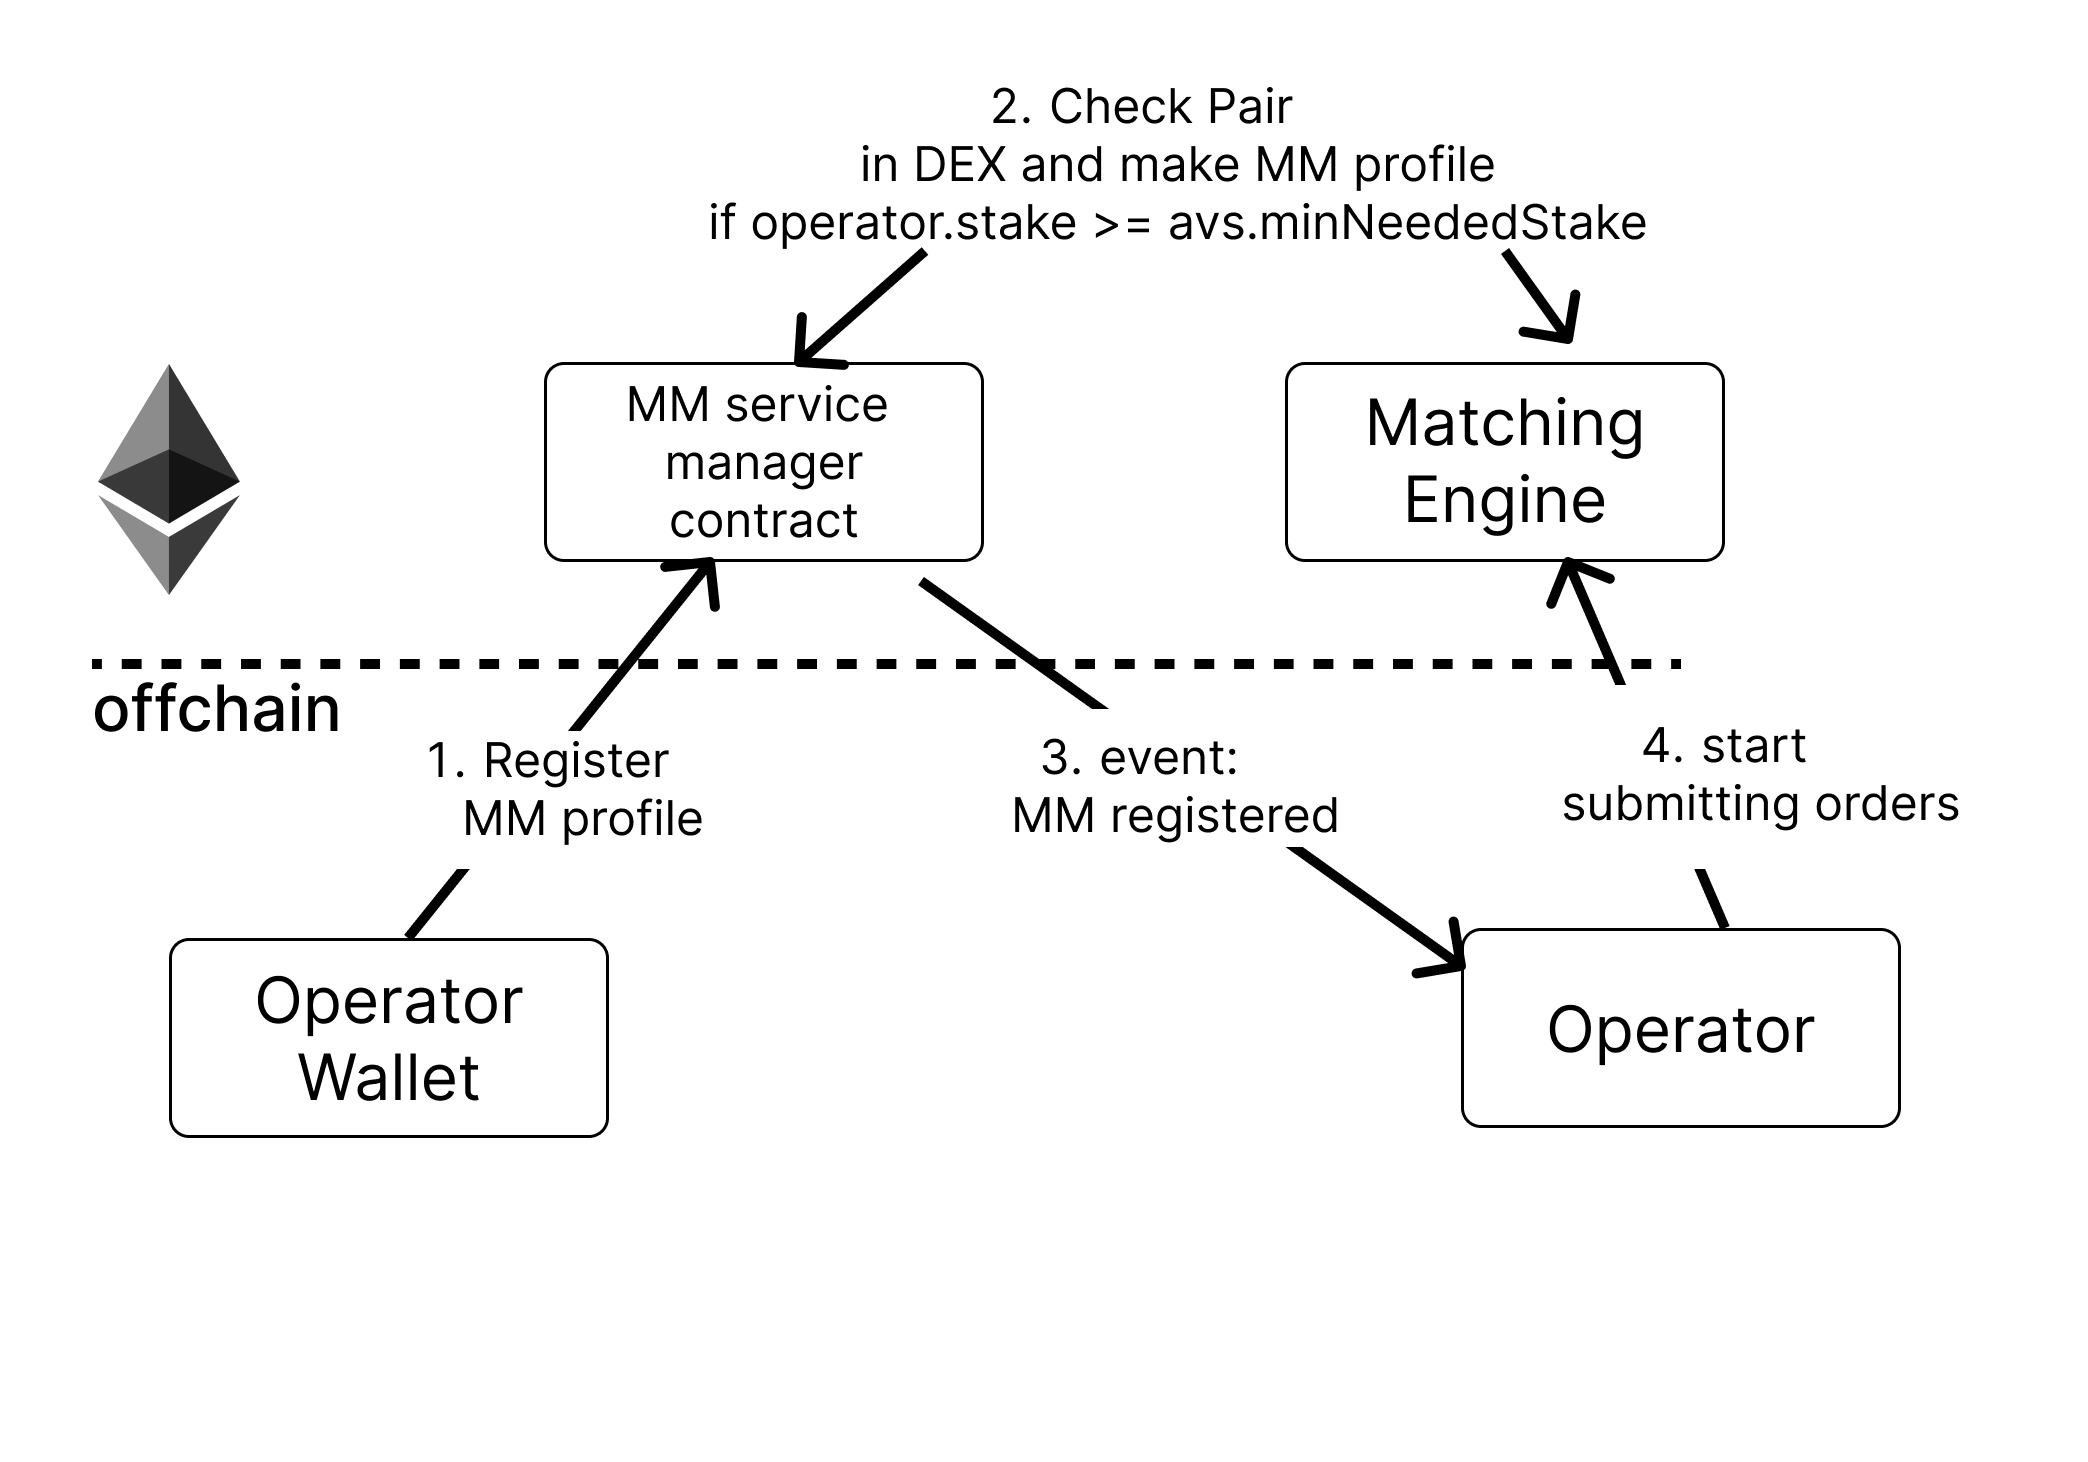 2. Check Pair
in DEX and make MM profile
if operator.stake >= avs.minNeededStake
MM service
manager
contract
Matching
Engine
offchain
1. Register
MM profile
3. event:
MM registered
4. start
submitting orders
Operator
Wallet
Operator